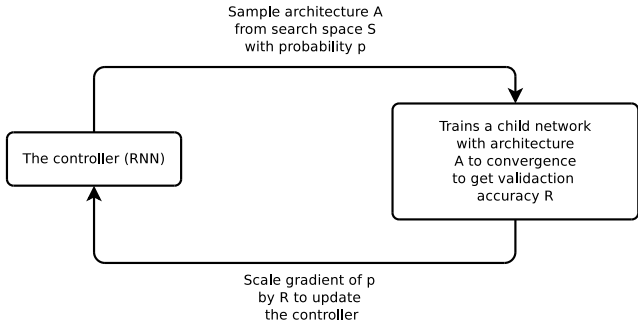 Sample architecture A
from search space S
with probability p
The controller (RNN)
Trains a child network
with architecture
A to convergence
to get validaction
accuracy R
Scale gradient of p
by R to update
the controller